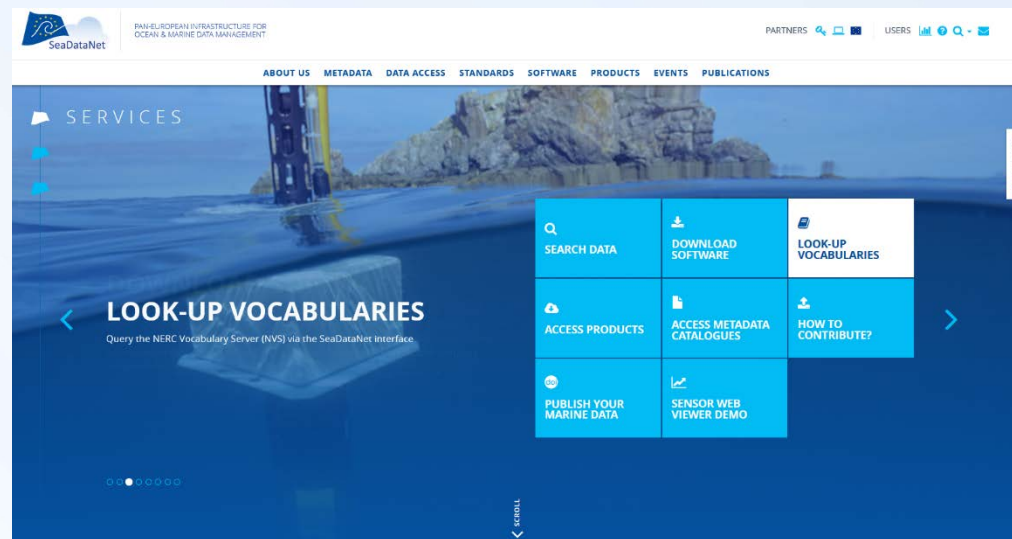 SeaDataNet
PAN-EUROPEAN INFRASTRUCTURE FOR
OCEAN & MARINE DATA MANAGEMENT
PARTNERS
USERS
ABOUT US METADATA DATA ACCESS STANDARDS SOFTWARE PRODUCTS EVENTS PUBLICATIONS
SERVICES
SEARCH DATA
DOWNLOAD
SOFTWARE
LOOK-UP
VOCABULARIES
LOOK-UP VOCABULARIES
Query the NERC Vocabulary Server (NVS) via the SeaDataNet interface
ACCESS PRODUCTS
ACCESS METADATA
CATALOGUES
HOW TO
CONTRIBUTE?
doi
PUBLISH YOUR
MARINE DATA
SENSOR WEB
VIEWER DEMO
SCROLL